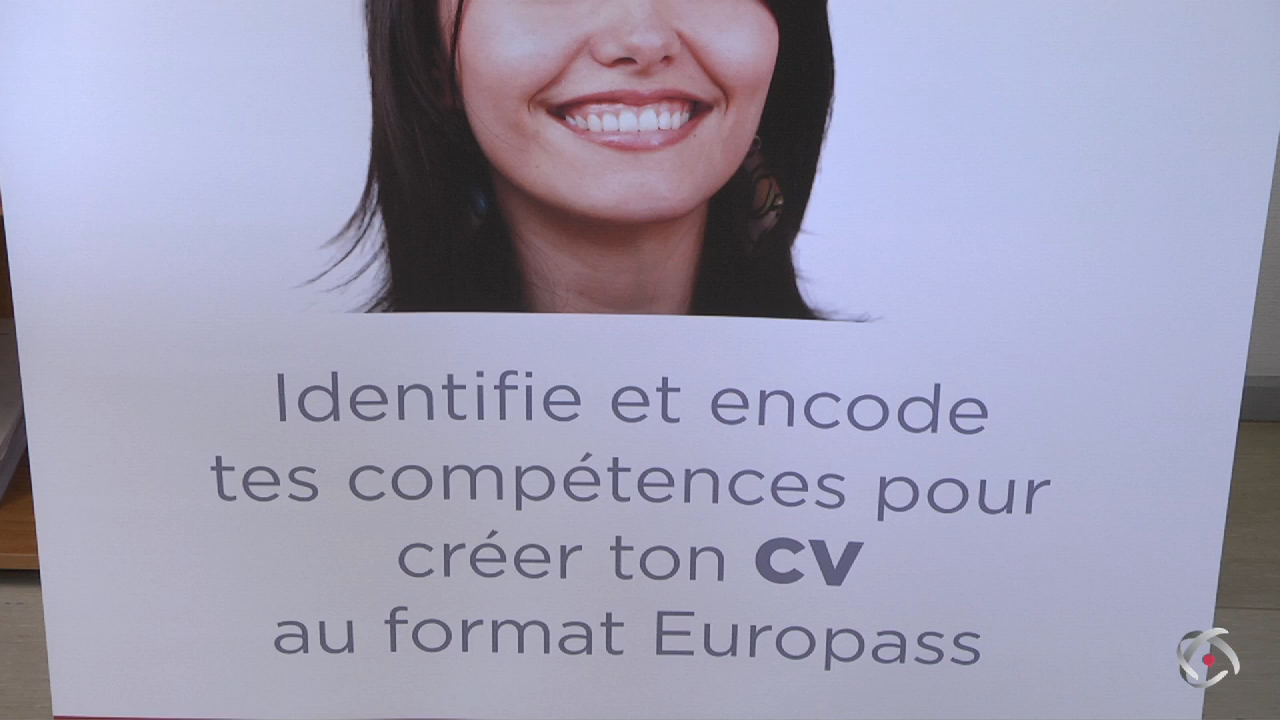 Identifie et encode
tes compétences pour
créer ton CV
au format Europass